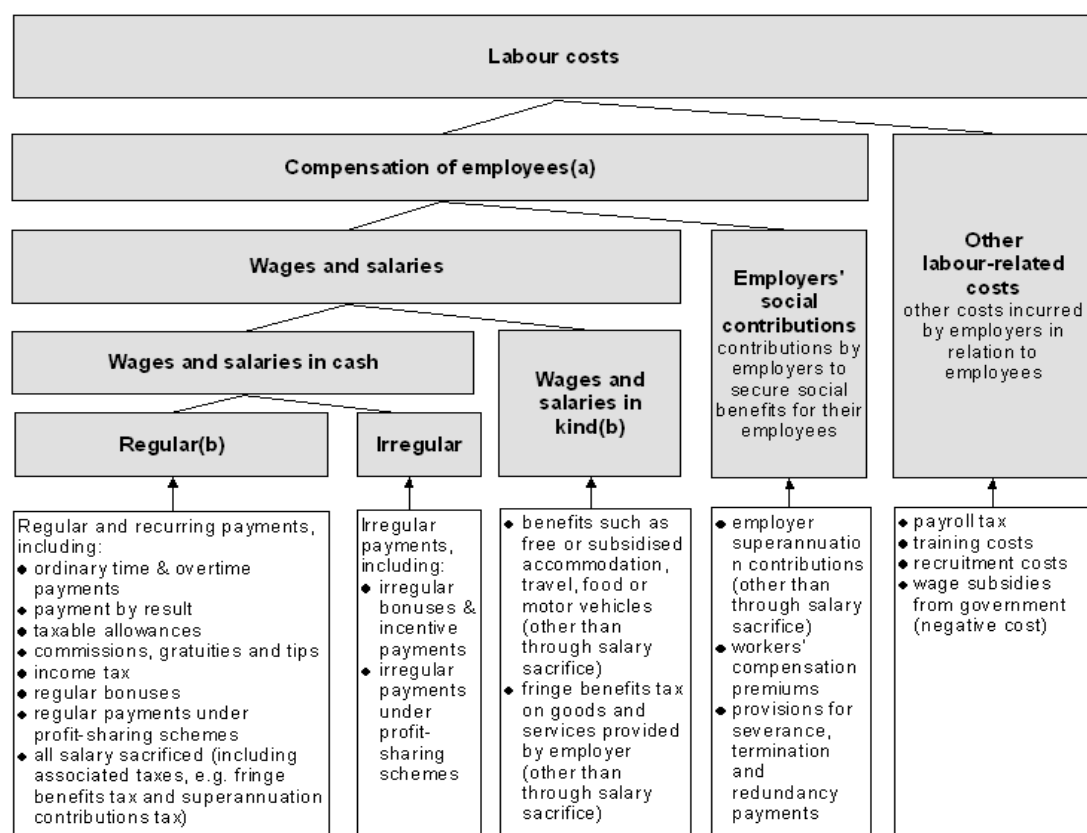 Labour costs
Compensation of employees(a)
Wages and salaries
Employers'
social
contributions
contributions by
employers to
secure social
benefits for their
employees
Other
labour-related
costs
other costs incurred
by employers in
relation to
employees
Wages and salaries in cash
Wages and
salaries in
kind(b)
Regular(b)
Irregular
Regular and recurring payments,
including:
◆ ordinary time & overtime
payments
◆ payment by result
◆ taxable allowances
◆ commissions, gratuities and tips
◆ income tax
◆ regular bonuses
◆ regular payments under
profit-sharing schemes
◆ all salary sacrificed (including
associated taxes, e.g. fringe
benefits tax and superannuation
contributions tax)
Irregular
payments,
including:
◆ irregular
bonuses &
incentive
payments
◆ irregular
payments
under
profit-
sharing
schemes
◆ benefits such as
free or subsidised
accommodation,
travel, food or
motor vehicles
(other than
through salary
sacrifice)
◆ fringe benefits tax
on goods and
services provided
by employer
(other than
through salary
sacrifice)
◆ employer
superannuatio
n contributions
(other than
through salary
sacrifice)
◆ workers'
compensation
premiums
◆ provisions for
severance,
termination
and
redundancy
payments
◆ payroll tax
◆ training costs
◆ recruitment costs
◆ wage subsidies
from government
(negative cost)